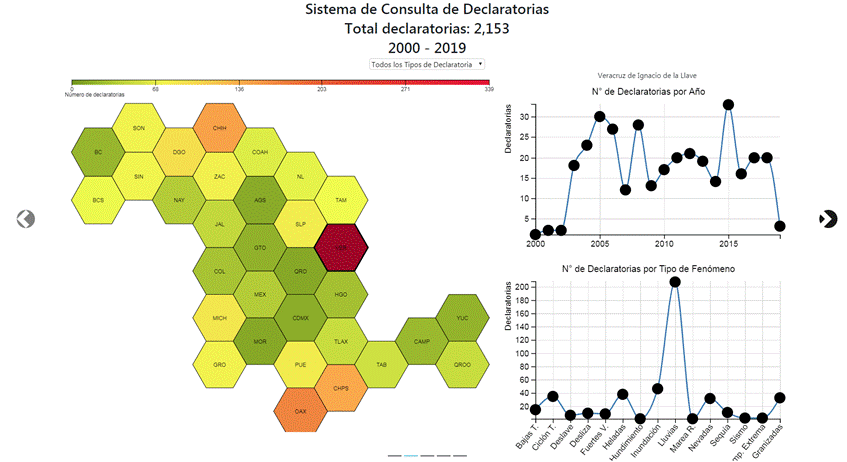 Sistema de Consulta de Declaratorias
Total declaratorias: 2,153
2000 - 2019
Todos los Tipos de Declaratoria
0 68 136 203 271 339
Número de declaratorias
SON
CHIH
BC
DGO
COAH
SIN
ZAC
NL
BCS
NAY
AGS
TAM
JAL
SLP
GTO
COL
QRO
MEX
HGO
MICH
CDMX
YUC
MOR
TLAX
CAMP
GRO
PUE
TAB
QROO
CHPS
OAX
Veracruz de Ignacio de la Llave
N° de Declaratorias por Año
Declaratorias
30
25
20
15
10
5
2000 2005 2010 2015
N° de Declaratorias por Tipo de Fenómeno
Declaratorias
200
180
160
140
120
100
80
60
40
20
Bajas T.
Ciclón T.
Deslave
Desliza
Fuertes V.
Heladas
Hundimiento
Inundación
Lluvias
Marea R.
Nevadas
Sequía
Sismo
mp. Extrema
Granizadas